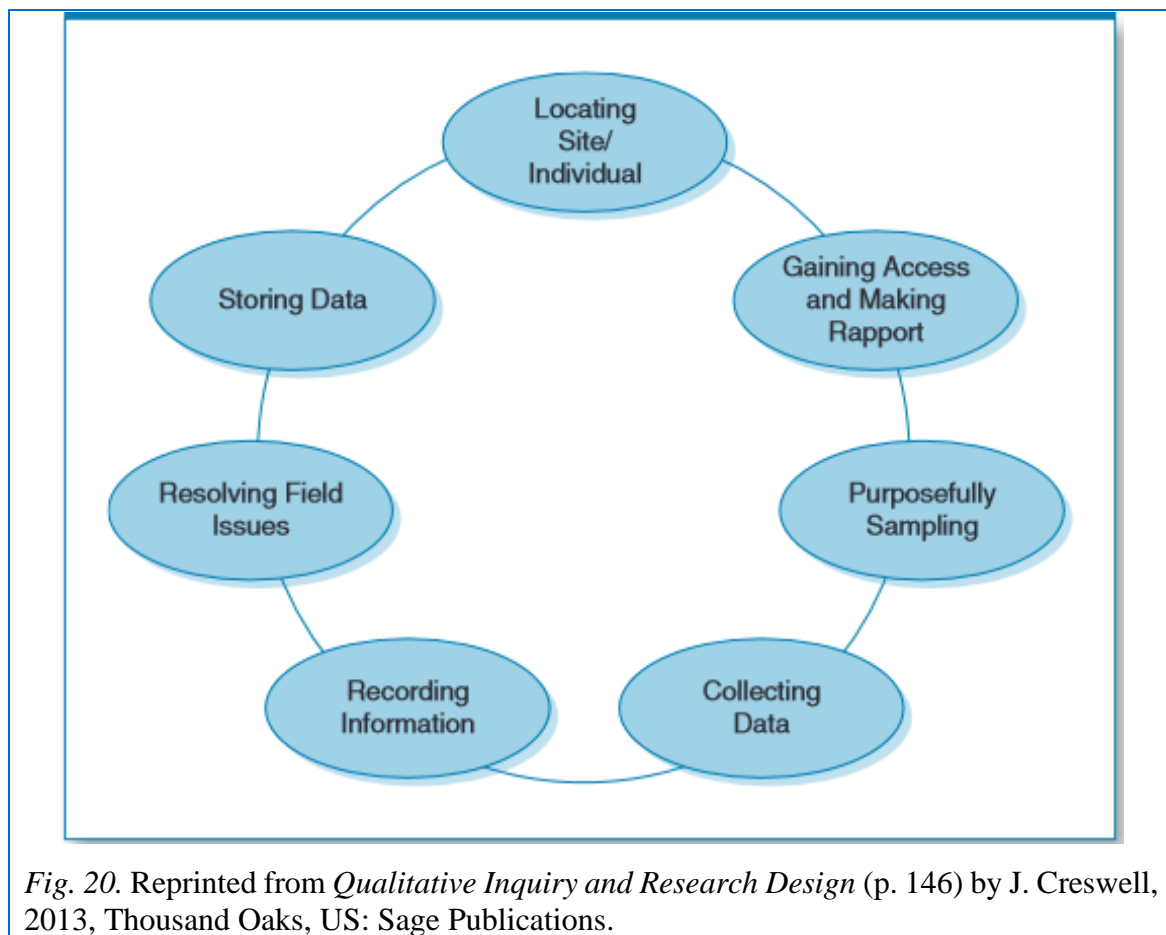 Locating
Site/
Individual
Gaining Access
and Making
Rapport
Purposefully
Sampling
Collecting
Data
Recording
Information
Resolving Field
Issues
Storing Data
Fig. 20. Reprinted from Qualitative Inquiry and Research Design (p. 146) by J. Creswell,
2013, Thousand Oaks, US: Sage Publications.